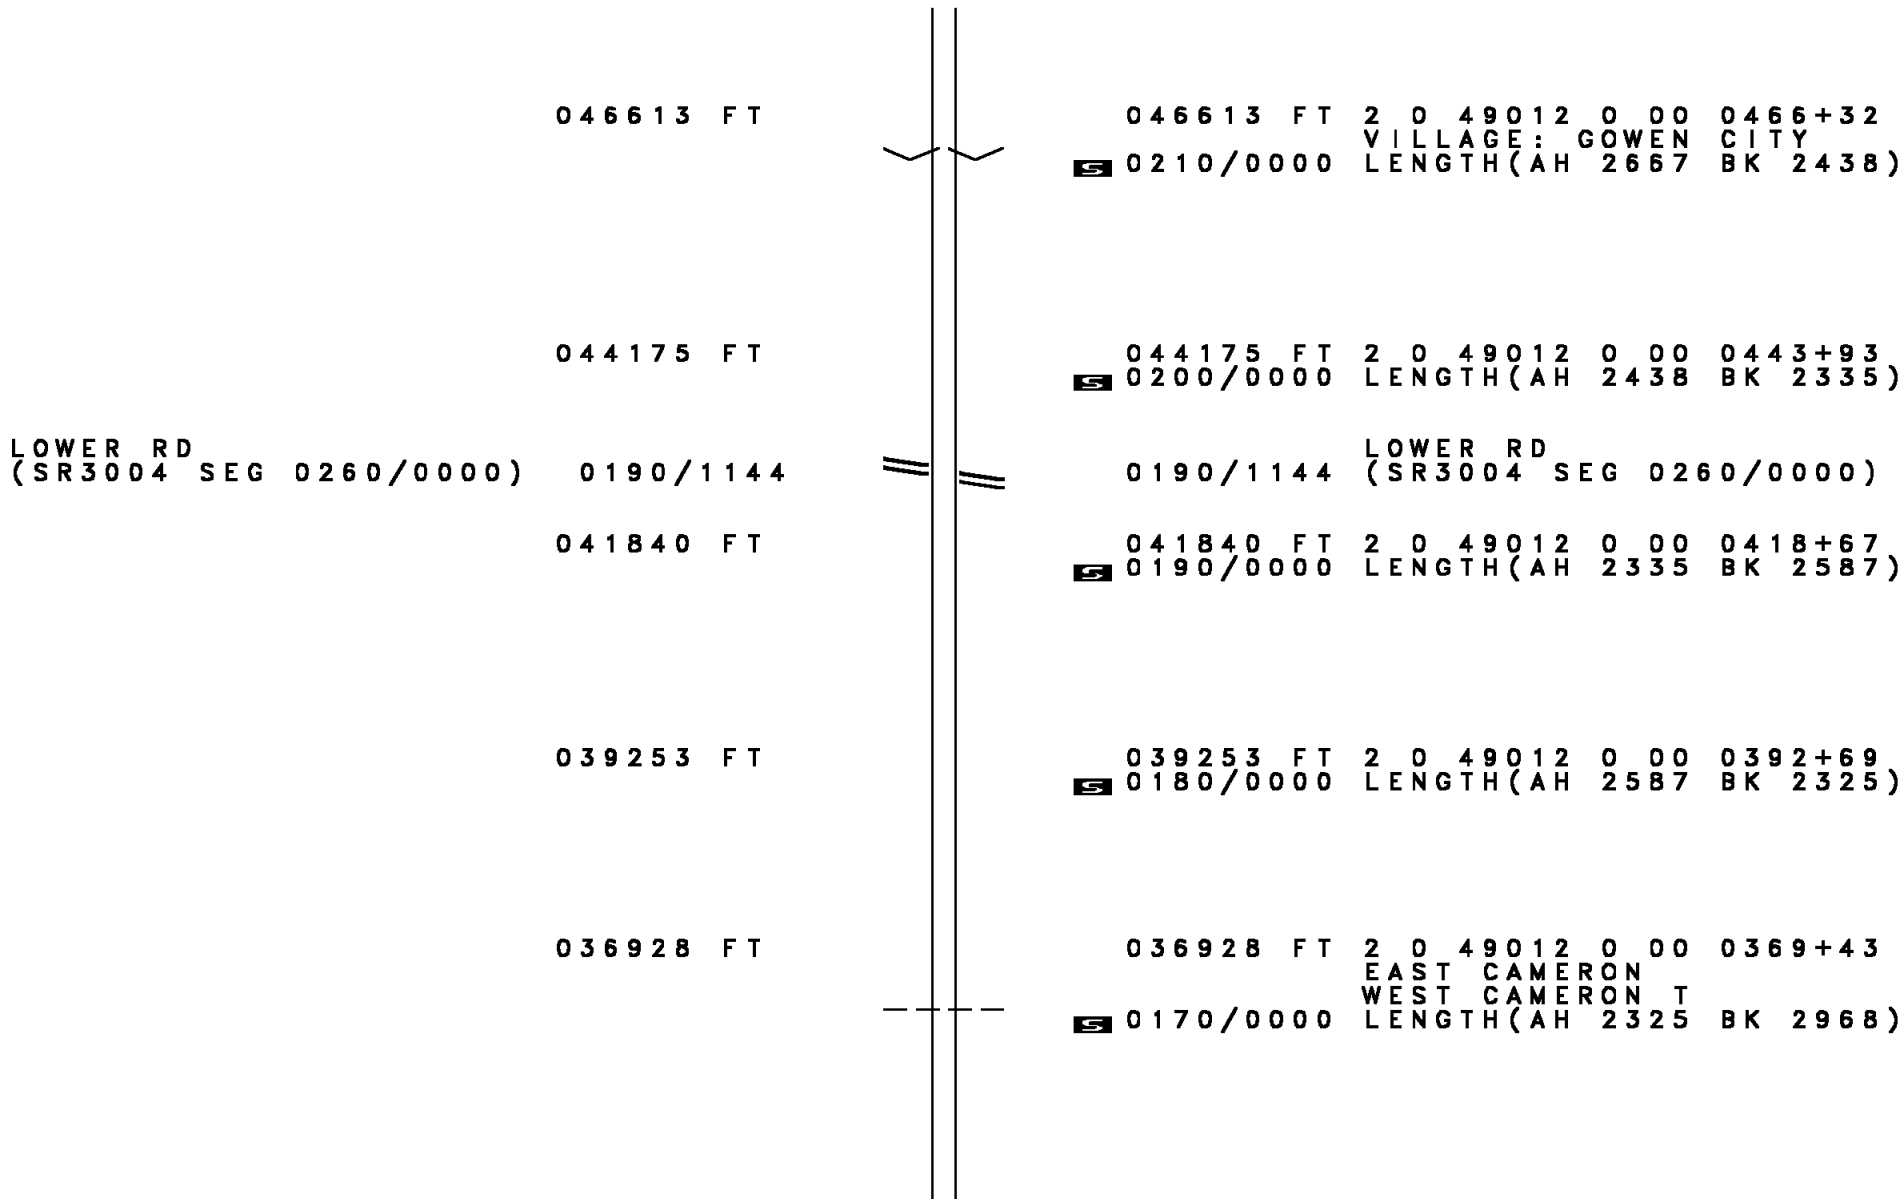 046613 FT 046613 FT 2 0 49012 0 00 0466+32
VILLAGE: GOWEN CITY
S 0210/0000 LENGTH(AH 2667 BK 2438)
044175 FT 044175 FT 2 0 49012 0 00 0443+93
S 0200/0000 LENGTH(AH 2438 BK 2335)
LOWER RD LOWER RD
(SR3004 SEG 0260/0000) 0190/1144 0190/1144 (SR3004 SEG 0260/0000)
041840 FT 041840 FT 2 0 49012 0 00 0418+67
S 0190/0000 LENGTH(AH 2335 BK 2587)
039253 FT 039253 FT 2 0 49012 0 00 0392+69
S 0180/0000 LENGTH(AH 2587 BK 2325)
036928 FT 036928 FT 2 0 49012 0 00 0369+43
EAST CAMERON
WEST CAMERON T
S 0170/0000 LENGTH(AH 2325 BK 2968)